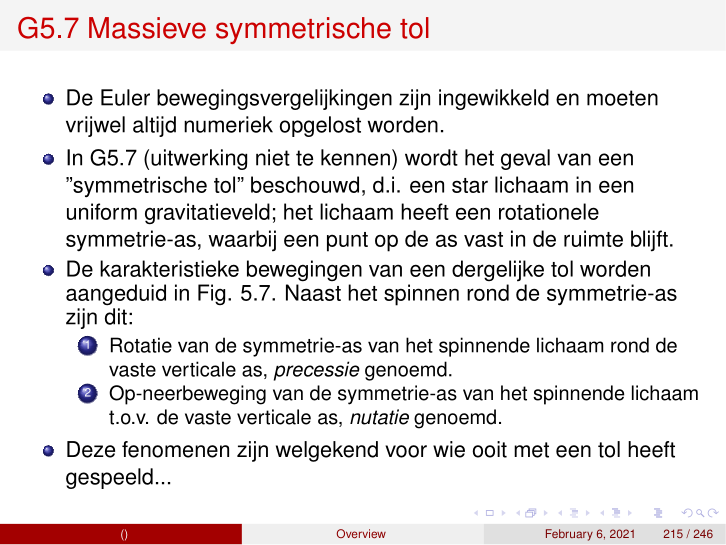 G5.7 Massieve symmetrische tol
De Euler bewegingsvergelijkingen zijn ingewikkeld en moeten
vrijwel altijd numeriek opgelost worden.
In G5.7 (uitwerking niet te kennen) wordt het geval van een
”symmetrische tol” beschouwd, d.i. een star lichaam in een
uniform gravitatieveld; het lichaam heeft een rotationele
symmetrie-as, waarbij een punt op de as vast in de ruimte blijft.
De karakteristieke bewegingen van een dergelijke tol worden
aangeduid in Fig. 5.7. Naast het spinnen rond de symmetrie-as
zijn dit:
1 Rotatie van de symmetrie-as van het spinnende lichaam rond de
vaste verticale as, precessie genoemd.
2 Op-neerbeweging van de symmetrie-as van het spinnende lichaam
t.o.v. de vaste verticale as, nutatie genoemd.
Deze fenomenen zijn welgekend voor wie ooit met een tol heeft
gespeeld...
() Overview February 6, 2021 215 / 246